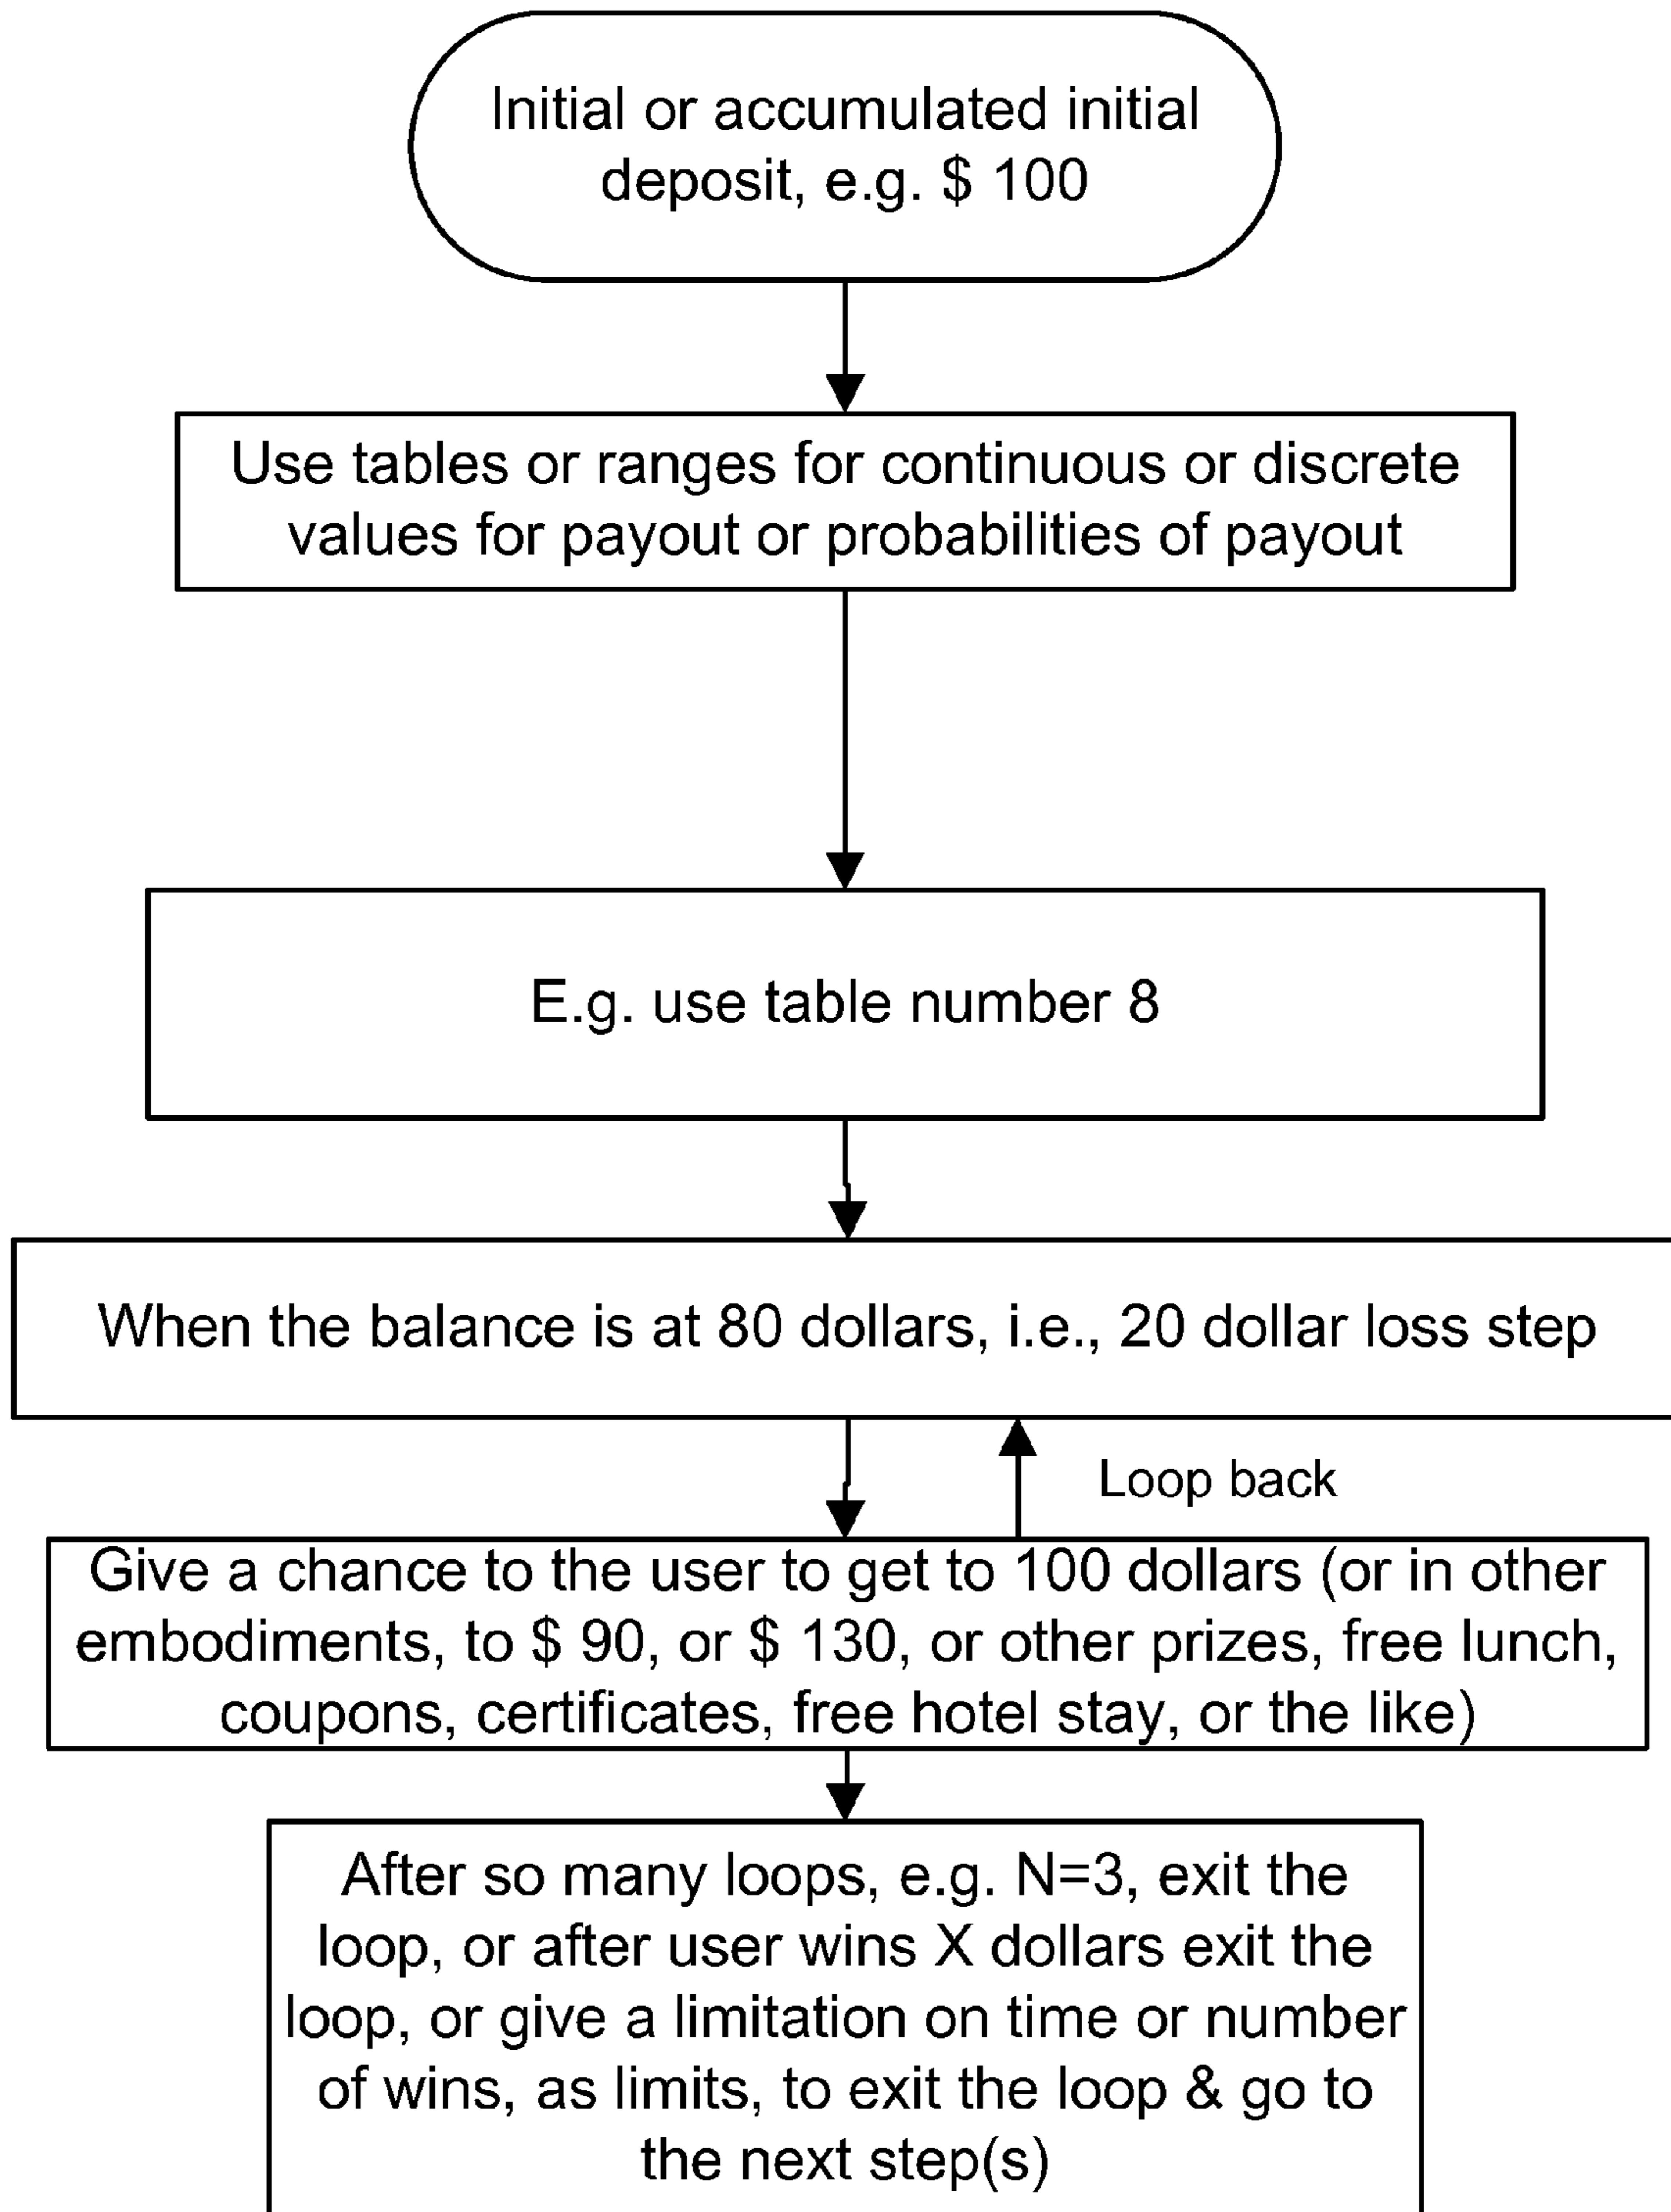 Initial or accumulated initial
deposit, e.g. $ 100
Use tables or ranges for continuous or discrete
values for payout or probabilities of payout
E.g. use table number 8
When the balance is at 80 dollars, i.e., 20 dollar loss step
Loop back
Give a chance to the user to get to 100 dollars (or in other
embodiments, to $ 90, or $ 130, or other prizes, free lunch,
coupons, certificates, free hotel stay, or the like)
After so many loops, e.g. N=3, exit the
loop, or after user wins X dollars exit the
loop, or give a limitation on time or number
of wins, as limits, to exit the loop & go to
the next step(s)